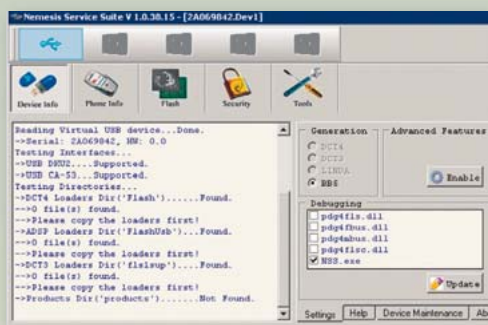 Nemesis Service Suite V 1.0.38.15 - [2A069842.Dev1]
Device Info
Phone Info
Flash
Security
Tools
Reading Virtual USB device...Done.
->Serial: 2A069842, HW: 0.0
Testing Interfaces...
->USB DKU2....Supported.
->USB CA-53...Supported.
Testing Directories...
->DCT4 Loaders Dir('Flash')......Found.
-->0 file(s) found.
-->Please copy the loaders first!
->ADSP Loaders Dir('FlashUsb')...Found.
-->0 file(s) found.
-->Please copy the loaders first!
->DCT3 Loaders Dir('flslsup')....Found.
-->0 file(s) found.
-->Please copy the loaders first!
->Products Dir('products').......Not Found.
Generation
DCT4
DCT3
LINDA
BB5
Advanced Features
Enable
Debugging
pdg4fls.dll
pdg4fbus.dll
pdg4mbus.dll
pdg4flsc.dll
NSS.exe
Update
Settings
Help
Device Maintenance
Ab